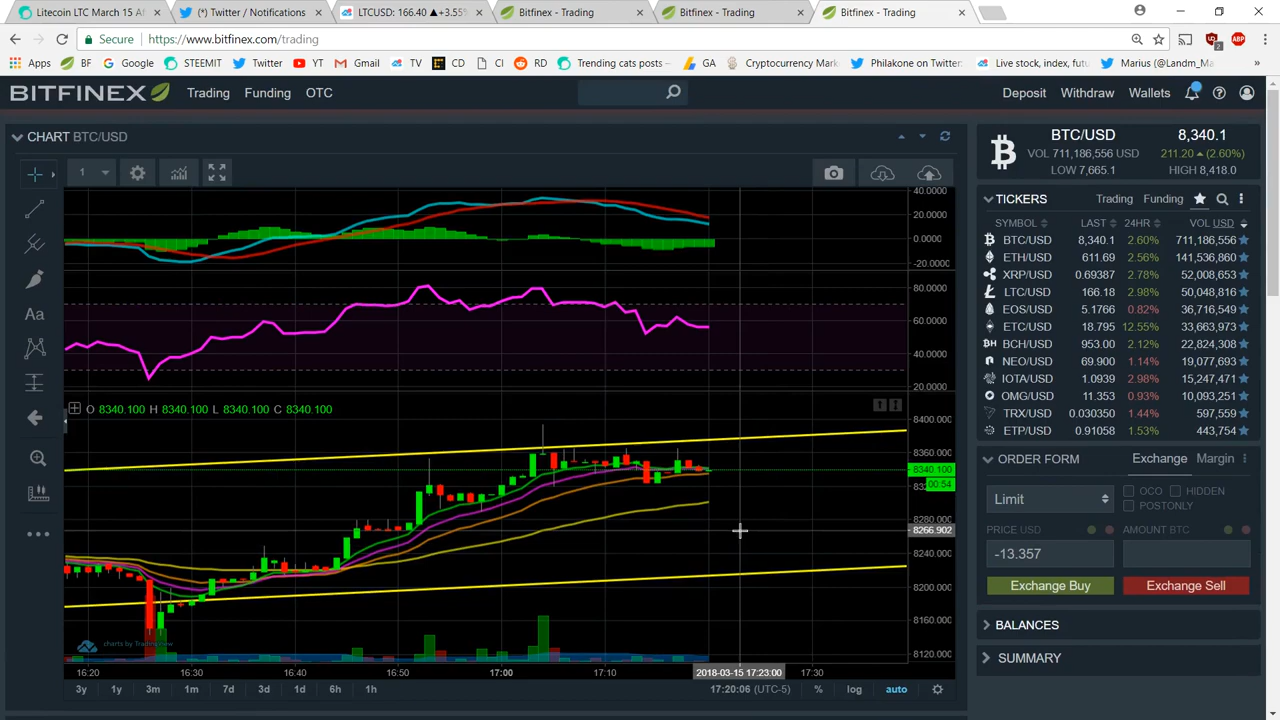 Litecoin LTC March 15 Af
(*) Twitter / Notifications
LTCUSD: 166.40 ▲+3.55%
Bitfinex - Trading
Bitfinex - Trading
Bitfinex - Trading
Secure
https://www.bitfinex.com/trading
Apps BF Google STEEMIT Twitter YT Gmail TV CD CI RD Trending cats posts - GA Cryptocurrency Mark Philakone on Twitter Live stock, index, futu Marius (@Landm_Ma »
BITFINEX Trading Funding OTC Deposit Withdraw Wallets
CHART BTC/USD
1
40.0000
20.0000
0.0000
-20.0000
80.0000
60.0000
40.0000
20.0000
O 8340.100 H 8340.100 L 8340.100 C 8340.100
8400.000
8360.000
8340.100
00:54
8280.000
8266.902
8240.000
8200.000
8160.000
8120.000
charts by TradingView
16:20 16:30 16:40 16:50 17:00 17:10 2018-03-15 17:23:00 17:30
3y 1y 3m 1m 7d 3d 1d 6h 1h 17:20:06 (UTC-5) % log auto
BTC/USD 8,340.1
VOL 711,186,556 USD 211.20 (2.60%)
LOW 7,665.1 HIGH 8,418.0
TICKERS Trading Funding
SYMBOL LAST 24HR VOL USD
BTC/USD 8,340.1 2.60% 711,186,556
ETH/USD 611.69 2.56% 141,536,860
XRP/USD 0.69387 2.78% 52,008,653
LTC/USD 166.18 2.98% 50,048,816
EOS/USD 5.1766 0.82% 36,716,549
ETC/USD 18.795 12.55% 33,663,973
BCH/USD 953.00 2.12% 22,824,308
NEO/USD 69.900 1.14% 19,077,693
IOTA/USD 1.0939 2.98% 15,247,471
OMG/USD 11.353 0.93% 10,093,251
TRX/USD 0.030350 1.44% 597,559
ETP/USD 0.91058 1.53% 443,754
ORDER FORM Exchange Margin
Limit OCO HIDDEN
POSTONLY
PRICE USD AMOUNT BTC
-13.357
Exchange Buy Exchange Sell
BALANCES
SUMMARY